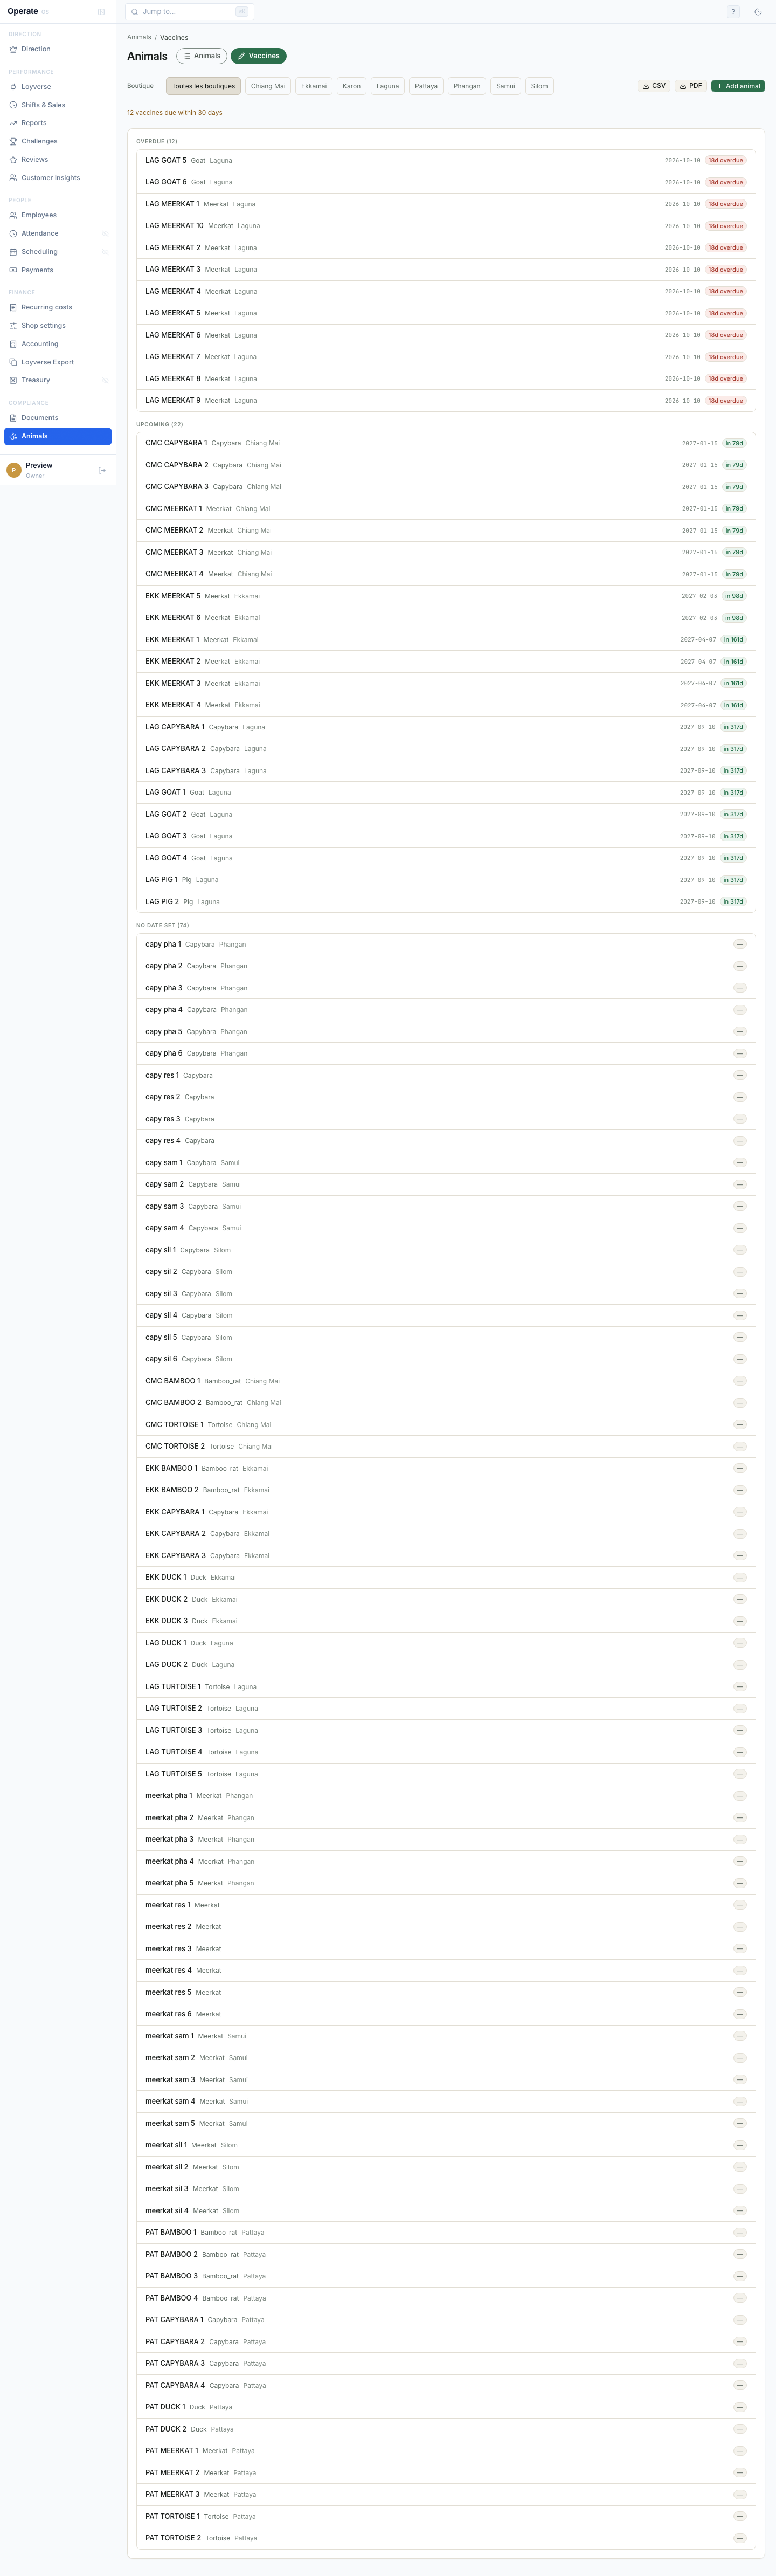 Operate OS
Jump to...
?
DIRECTION
Direction
PERFORMANCE
Loyverse
Shifts & Sales
Reports
Challenges
Reviews
Customer Insights
PEOPLE
Employees
Attendance
Scheduling
Payments
FINANCE
Recurring costs
Shop settings
Accounting
Loyverse Export
Treasury
COMPLIANCE
Documents
Animals
P
Preview
Owner
Animals / Vaccines
Animals
Animals
Vaccines
Boutique
Toutes les boutiques
Chiang Mai
Ekkamai
Karon
Laguna
Pattaya
Phangan
Samui
Silom
CSV
PDF
Add animal
12 vaccines due within 30 days
OVERDUE (12)
LAG GOAT 5 Goat Laguna 2026-10-10 18d overdue
LAG GOAT 6 Goat Laguna 2026-10-10 18d overdue
LAG MEERKAT 1 Meerkat Laguna 2026-10-10 18d overdue
LAG MEERKAT 10 Meerkat Laguna 2026-10-10 18d overdue
LAG MEERKAT 2 Meerkat Laguna 2026-10-10 18d overdue
LAG MEERKAT 3 Meerkat Laguna 2026-10-10 18d overdue
LAG MEERKAT 4 Meerkat Laguna 2026-10-10 18d overdue
LAG MEERKAT 5 Meerkat Laguna 2026-10-10 18d overdue
LAG MEERKAT 6 Meerkat Laguna 2026-10-10 18d overdue
LAG MEERKAT 7 Meerkat Laguna 2026-10-10 18d overdue
LAG MEERKAT 8 Meerkat Laguna 2026-10-10 18d overdue
LAG MEERKAT 9 Meerkat Laguna 2026-10-10 18d overdue
UPCOMING (22)
CMC CAPYBARA 1 Capybara Chiang Mai 2027-01-15 in 79d
CMC CAPYBARA 2 Capybara Chiang Mai 2027-01-15 in 79d
CMC CAPYBARA 3 Capybara Chiang Mai 2027-01-15 in 79d
CMC MEERKAT 1 Meerkat Chiang Mai 2027-01-15 in 79d
CMC MEERKAT 2 Meerkat Chiang Mai 2027-01-15 in 79d
CMC MEERKAT 3 Meerkat Chiang Mai 2027-01-15 in 79d
CMC MEERKAT 4 Meerkat Chiang Mai 2027-01-15 in 79d
EKK MEERKAT 5 Meerkat Ekkamai 2027-02-03 in 98d
EKK MEERKAT 6 Meerkat Ekkamai 2027-02-03 in 98d
EKK MEERKAT 1 Meerkat Ekkamai 2027-04-07 in 161d
EKK MEERKAT 2 Meerkat Ekkamai 2027-04-07 in 161d
EKK MEERKAT 3 Meerkat Ekkamai 2027-04-07 in 161d
EKK MEERKAT 4 Meerkat Ekkamai 2027-04-07 in 161d
LAG CAPYBARA 1 Capybara Laguna 2027-09-10 in 317d
LAG CAPYBARA 2 Capybara Laguna 2027-09-10 in 317d
LAG CAPYBARA 3 Capybara Laguna 2027-09-10 in 317d
LAG GOAT 1 Goat Laguna 2027-09-10 in 317d
LAG GOAT 2 Goat Laguna 2027-09-10 in 317d
LAG GOAT 3 Goat Laguna 2027-09-10 in 317d
LAG GOAT 4 Goat Laguna 2027-09-10 in 317d
LAG PIG 1 Pig Laguna 2027-09-10 in 317d
LAG PIG 2 Pig Laguna 2027-09-10 in 317d
NO DATE SET (74)
capy pha 1 Capybara Phangan —
capy pha 2 Capybara Phangan —
capy pha 3 Capybara Phangan —
capy pha 4 Capybara Phangan —
capy pha 5 Capybara Phangan —
capy pha 6 Capybara Phangan —
capy res 1 Capybara —
capy res 2 Capybara —
capy res 3 Capybara —
capy res 4 Capybara —
capy sam 1 Capybara Samui —
capy sam 2 Capybara Samui —
capy sam 3 Capybara Samui —
capy sam 4 Capybara Samui —
capy sil 1 Capybara Silom —
capy sil 2 Capybara Silom —
capy sil 3 Capybara Silom —
capy sil 4 Capybara Silom —
capy sil 5 Capybara Silom —
capy sil 6 Capybara Silom —
CMC BAMBOO 1 Bamboo_rat Chiang Mai —
CMC BAMBOO 2 Bamboo_rat Chiang Mai —
CMC TORTOISE 1 Tortoise Chiang Mai —
CMC TORTOISE 2 Tortoise Chiang Mai —
EKK BAMBOO 1 Bamboo_rat Ekkamai —
EKK BAMBOO 2 Bamboo_rat Ekkamai —
EKK CAPYBARA 1 Capybara Ekkamai —
EKK CAPYBARA 2 Capybara Ekkamai —
EKK CAPYBARA 3 Capybara Ekkamai —
EKK DUCK 1 Duck Ekkamai —
EKK DUCK 2 Duck Ekkamai —
EKK DUCK 3 Duck Ekkamai —
LAG DUCK 1 Duck Laguna —
LAG DUCK 2 Duck Laguna —
LAG TURTOISE 1 Tortoise Laguna —
LAG TURTOISE 2 Tortoise Laguna —
LAG TURTOISE 3 Tortoise Laguna —
LAG TURTOISE 4 Tortoise Laguna —
LAG TURTOISE 5 Tortoise Laguna —
meerkat pha 1 Meerkat Phangan —
meerkat pha 2 Meerkat Phangan —
meerkat pha 3 Meerkat Phangan —
meerkat pha 4 Meerkat Phangan —
meerkat pha 5 Meerkat Phangan —
meerkat res 1 Meerkat —
meerkat res 2 Meerkat —
meerkat res 3 Meerkat —
meerkat res 4 Meerkat —
meerkat res 5 Meerkat —
meerkat res 6 Meerkat —
meerkat sam 1 Meerkat Samui —
meerkat sam 2 Meerkat Samui —
meerkat sam 3 Meerkat Samui —
meerkat sam 4 Meerkat Samui —
meerkat sam 5 Meerkat Samui —
meerkat sil 1 Meerkat Silom —
meerkat sil 2 Meerkat Silom —
meerkat sil 3 Meerkat Silom —
meerkat sil 4 Meerkat Silom —
PAT BAMBOO 1 Bamboo_rat Pattaya —
PAT BAMBOO 2 Bamboo_rat Pattaya —
PAT BAMBOO 3 Bamboo_rat Pattaya —
PAT BAMBOO 4 Bamboo_rat Pattaya —
PAT CAPYBARA 1 Capybara Pattaya —
PAT CAPYBARA 2 Capybara Pattaya —
PAT CAPYBARA 3 Capybara Pattaya —
PAT CAPYBARA 4 Capybara Pattaya —
PAT DUCK 1 Duck Pattaya —
PAT DUCK 2 Duck Pattaya —
PAT MEERKAT 1 Meerkat Pattaya —
PAT MEERKAT 2 Meerkat Pattaya —
PAT MEERKAT 3 Meerkat Pattaya —
PAT TORTOISE 1 Tortoise Pattaya —
PAT TORTOISE 2 Tortoise Pattaya —